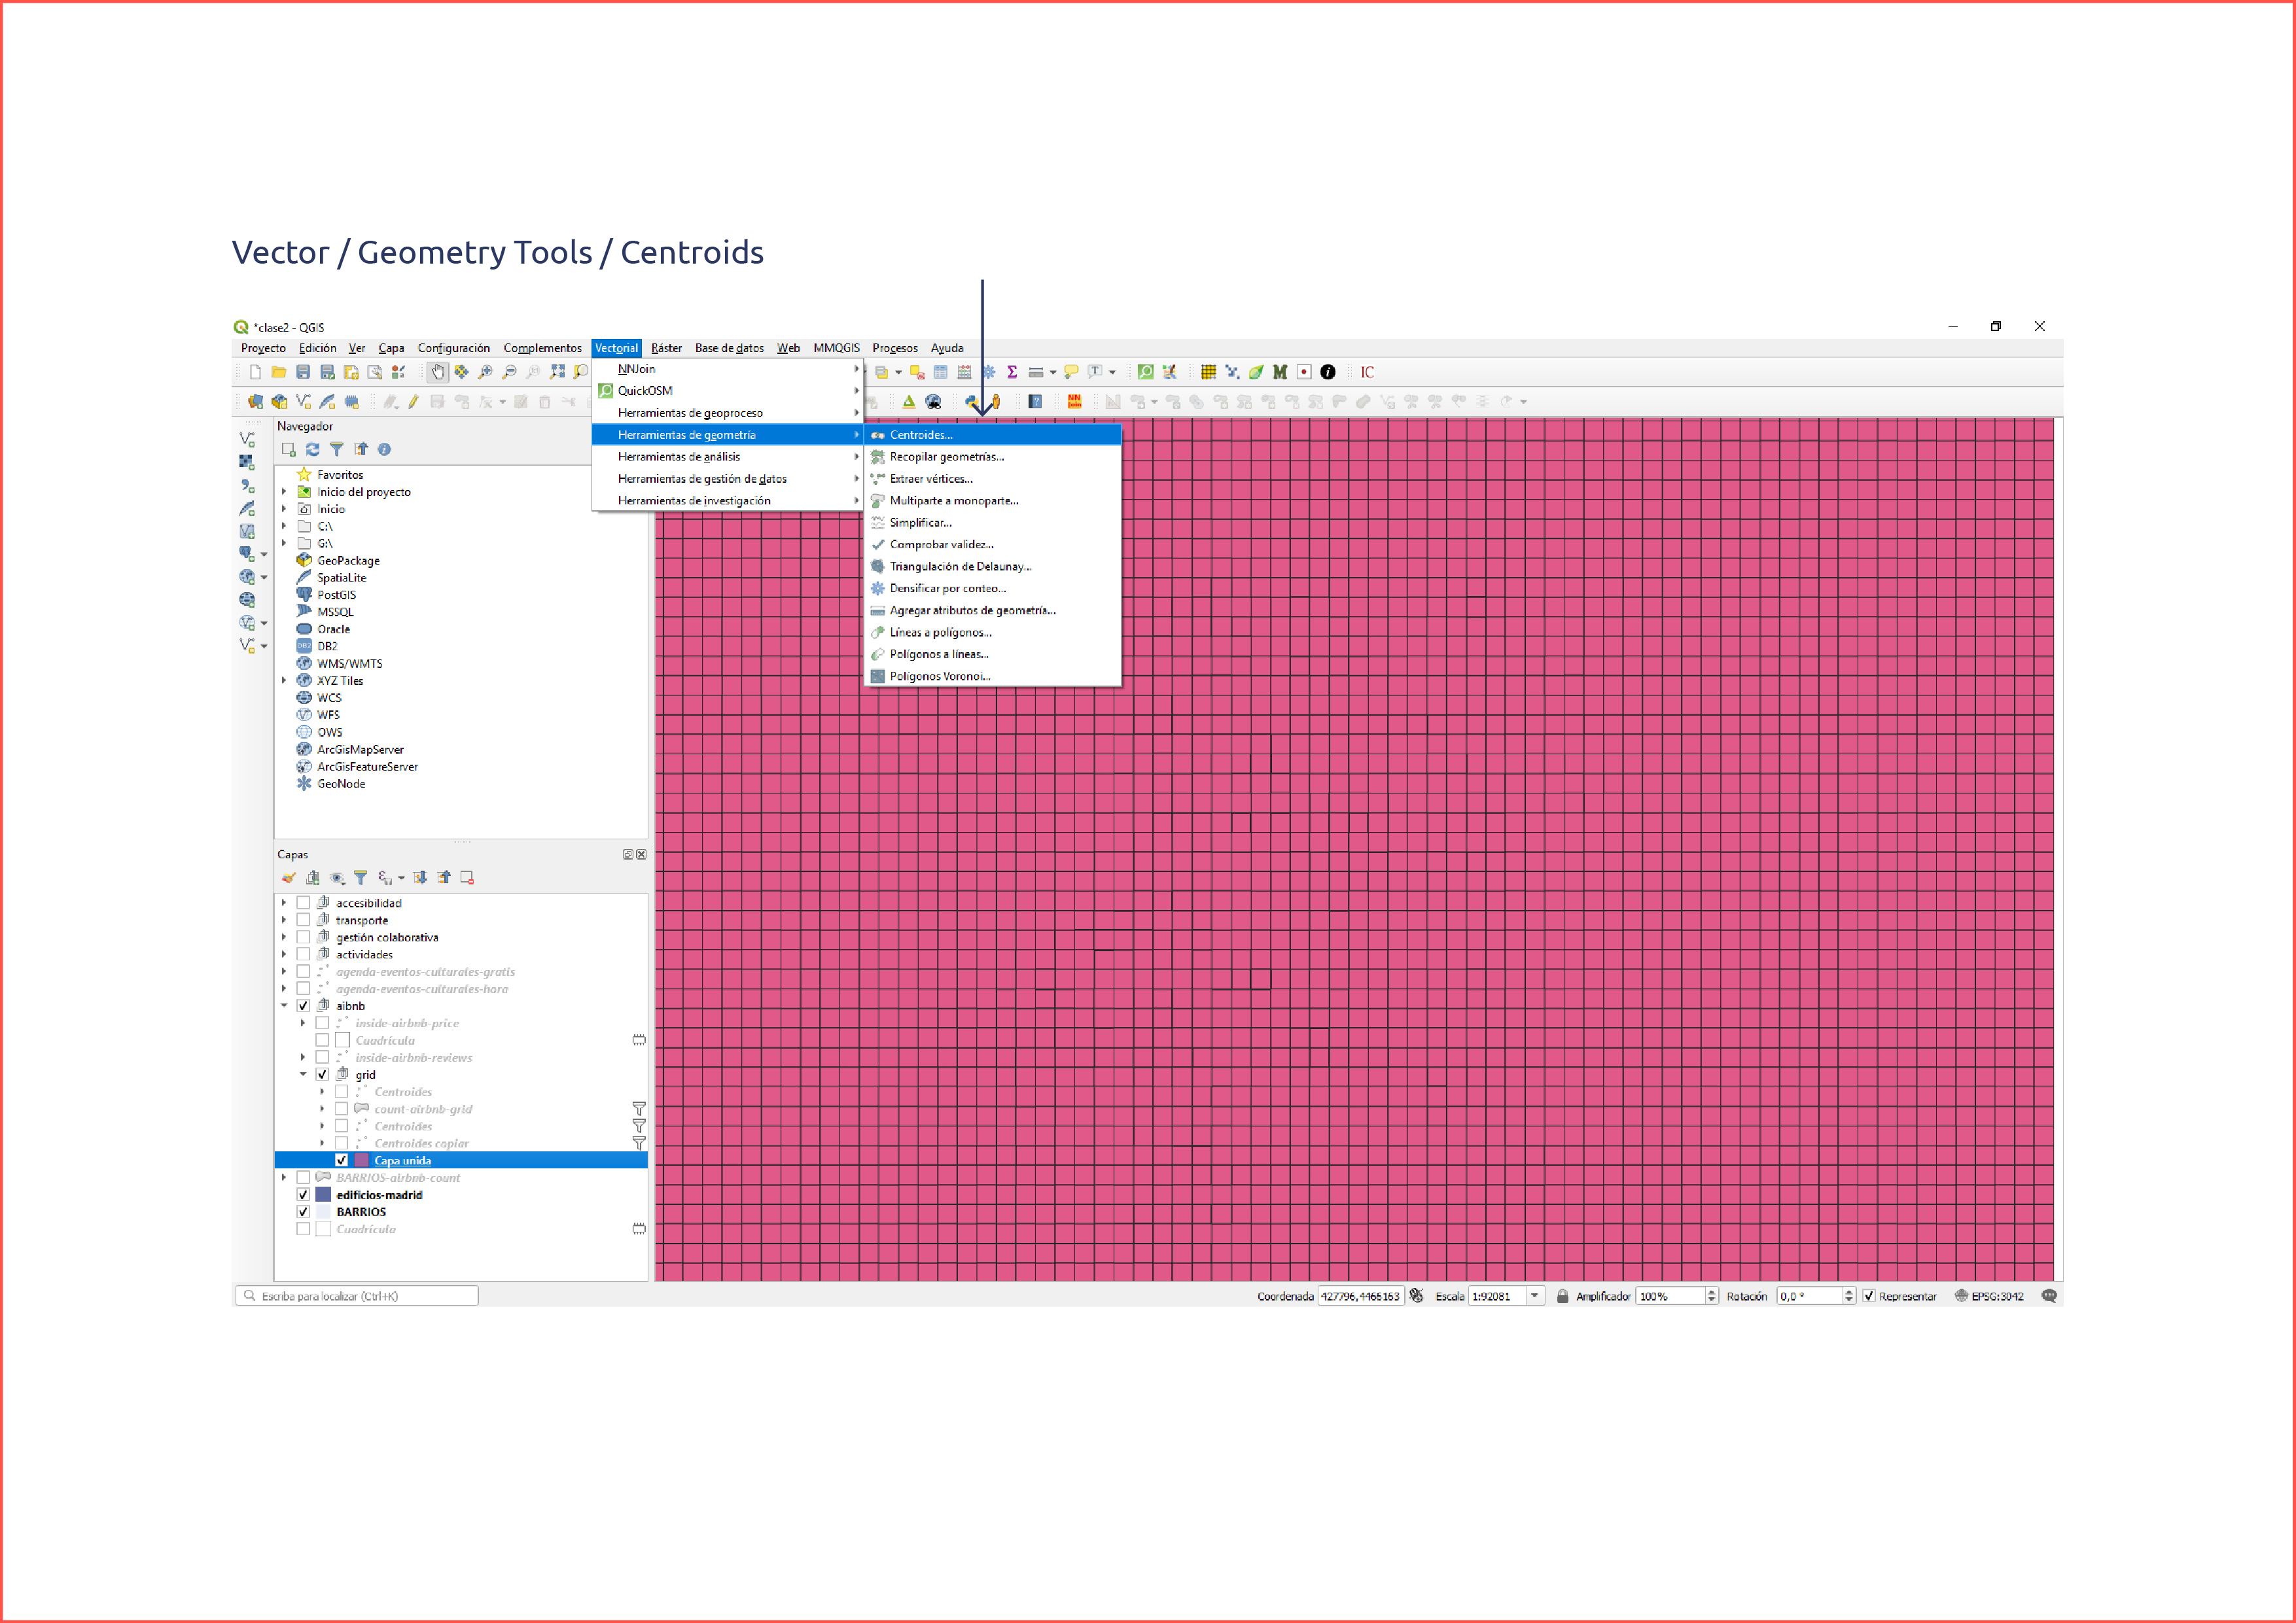 Vector / Geometry Tools / Centroids
*clase2 - QGIS
Proyecto Edición Ver Capa Configuración Complementos Vectorial Ráster Base de datos Web MMQGIS Procesos Ayuda
NNJoin
QuickOSM
Herramientas de geoproceso
Herramientas de geometría
Herramientas de análisis
Herramientas de gestión de datos
Herramientas de investigación
Centroides...
Recopilar geometrías...
Extraer vértices...
Multiparte a monoparte...
Simplificar...
Comprobar validez...
Triangulación de Delaunay...
Densificar por conteo...
Agregar atributos de geometría...
Líneas a polígonos...
Polígonos a líneas...
Polígonos Voronoi...
IC
Navegador
Favoritos
Inicio del proyecto
Inicio
C:\
G:\
GeoPackage
SpatiaLite
PostGIS
MSSQL
Oracle
DB2
WMS/WMTS
XYZ Tiles
WCS
WFS
OWS
ArcGisMapServer
ArcGisFeatureServer
GeoNode
Capas
accesibilidad
transporte
gestión colaborativa
actividades
agenda-eventos-culturales-gratis
agenda-eventos-culturales-hora
aibnb
inside-airbnb-price
Cuadrícula
inside-airbnb-reviews
grid
Centroides
count-airbnb-grid
Centroides
Centroides copiar
Capa unida
BARRIOS-airbnb-count
edificios-madrid
BARRIOS
Cuadrícula
Escriba para localizar (Ctrl+K)
Coordenada 427796,4466163 Escala 1:92081 Amplificador 100% Rotación 0,0 ° Representar EPSG:3042